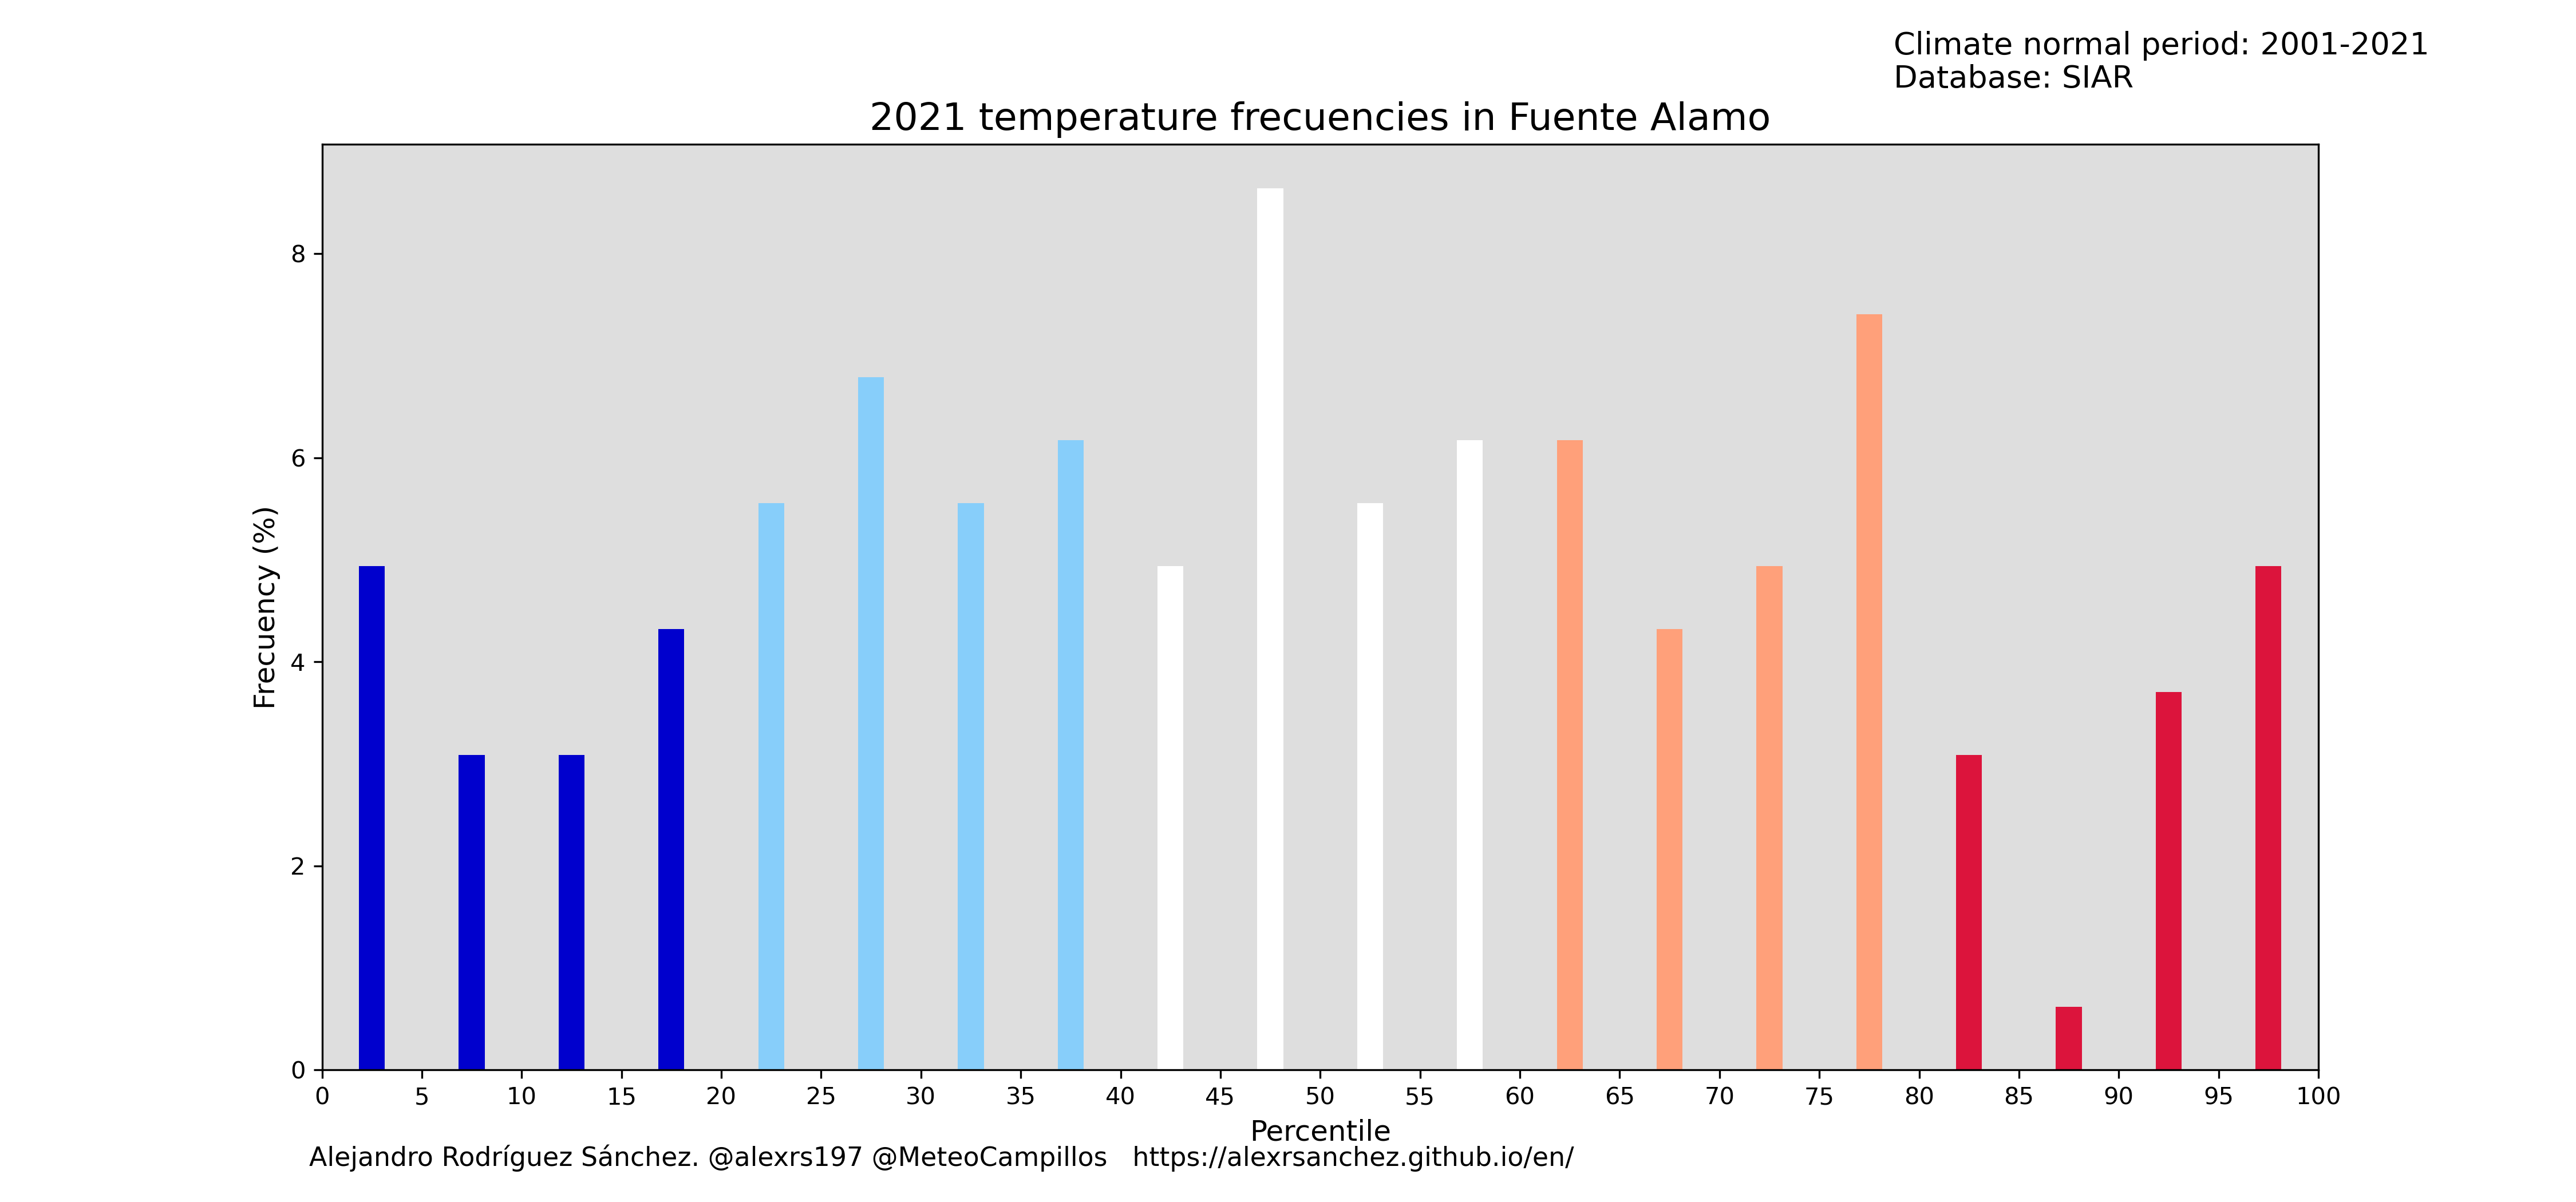 Climate normal period: 2001-2021
Database: SIAR
2021 temperature frecuencies in Fuente Alamo
8
6
4
2
0
Frecuency (%)
0 5 10 15 20 25 30 35 40 45 50 55 60 65 70 75 80 85 90 95 100
Percentile
Alejandro Rodríguez Sánchez. @alexrs197 @MeteoCampillos https://alexrsanchez.github.io/en/